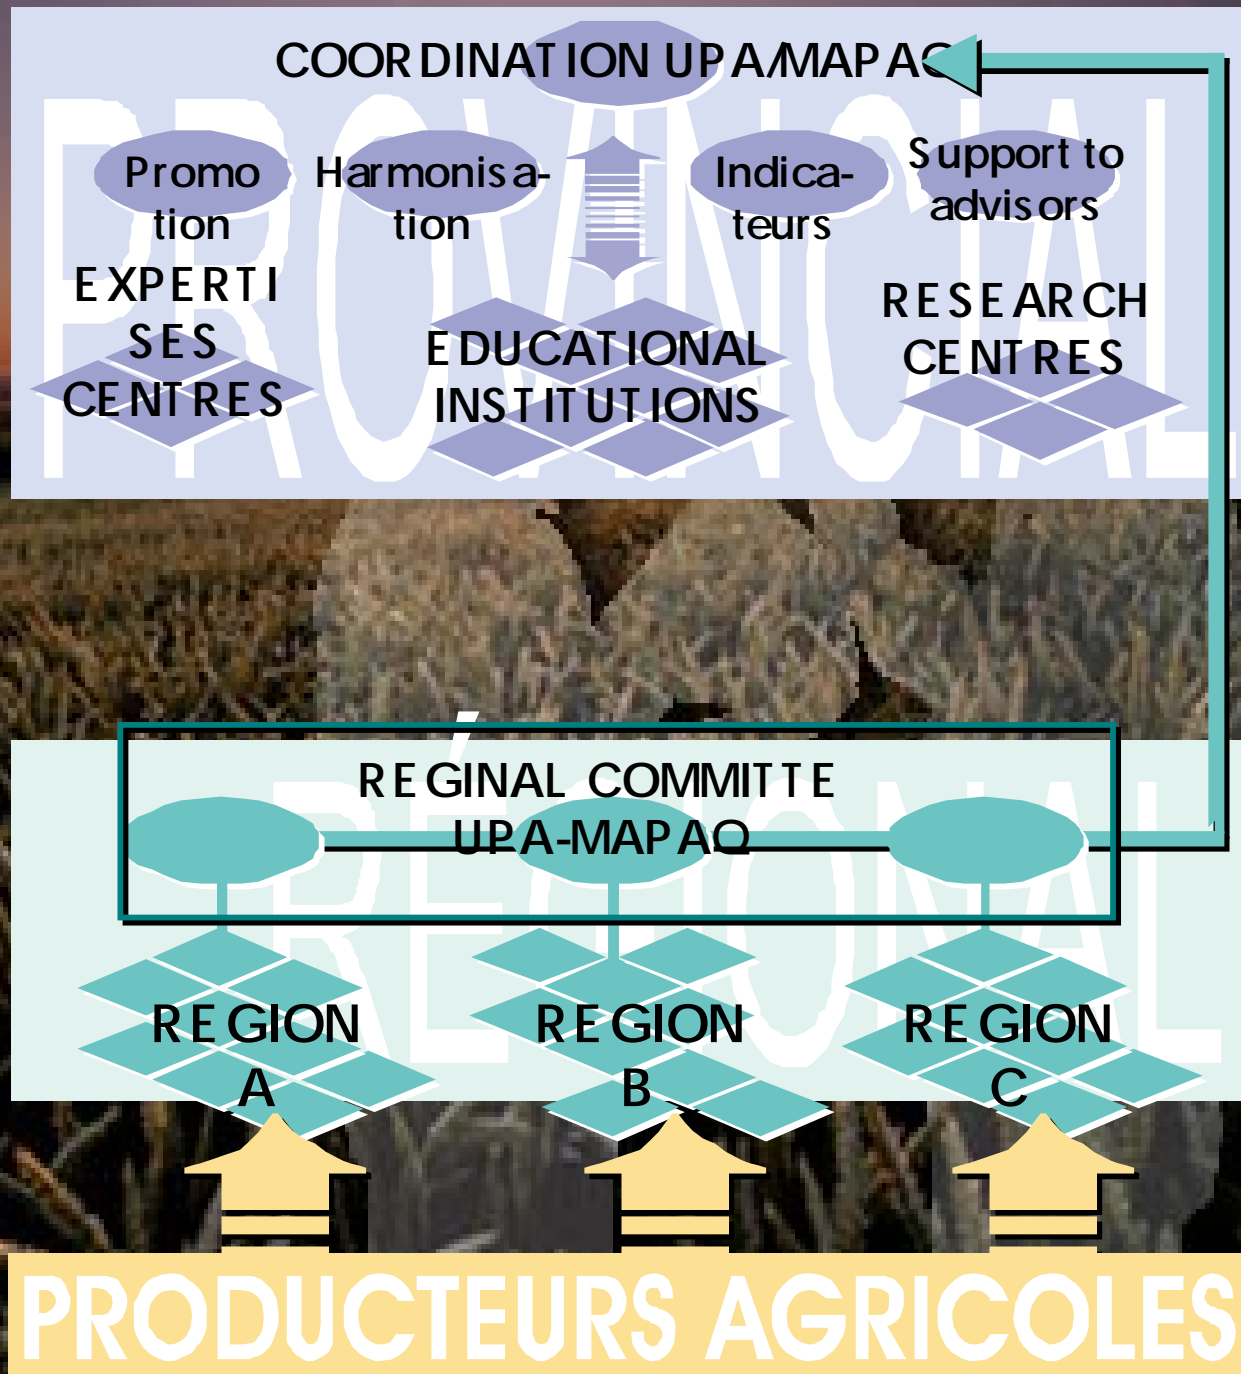 COORDINATION UPA/MAPAQ
PROVINCIAL
Promo
tion
Harmonisa-
tion
Indica-
teurs
Support to
advisors
EXPERTI
SES
CENTRES
EDUCATIONAL
INSTITUTIONS
RESEARCH
CENTRES
RÉGIONAL
REGINAL COMMITTE
UPA-MAPAQ
REGION
A
REGION
B
REGION
C
PRODUCTEURS AGRICOLES